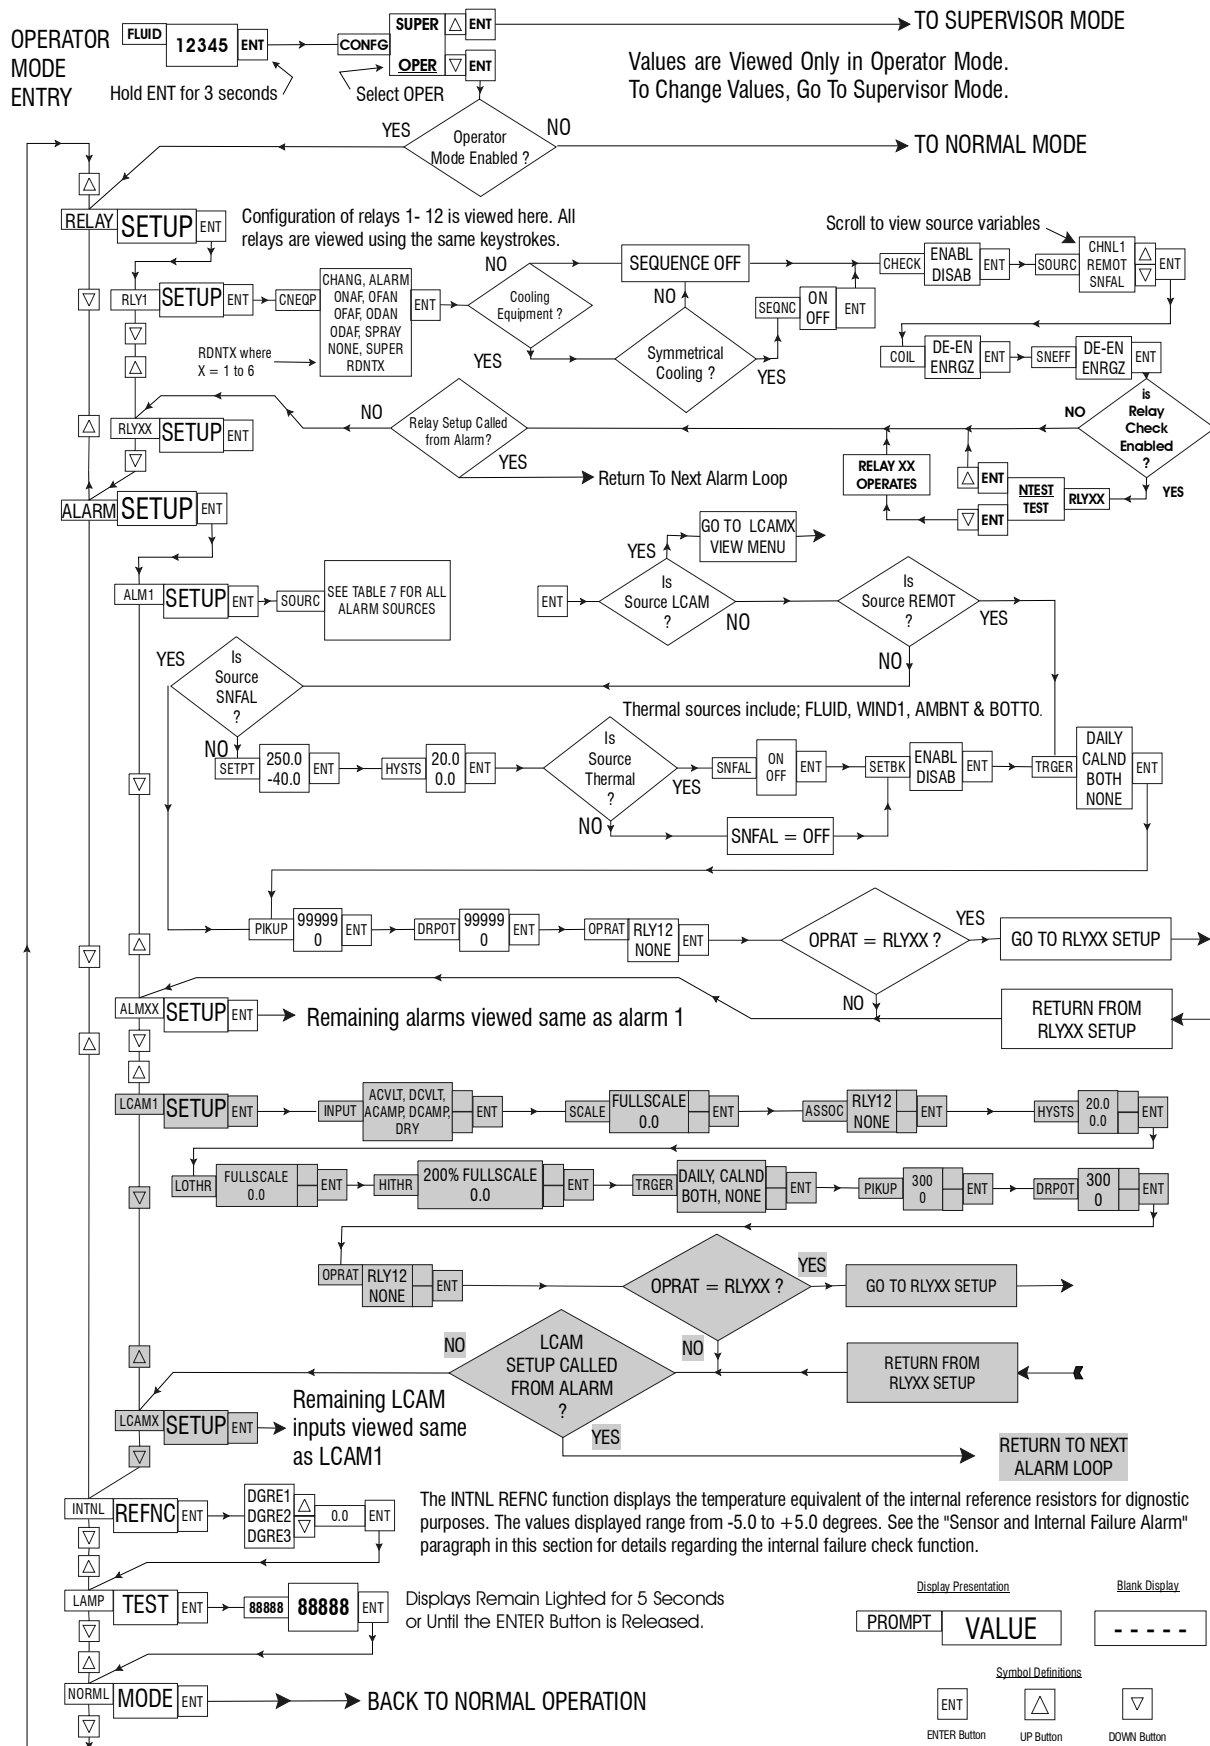 OPERATOR
MODE
ENTRY
FLUID 12345 ENT
Hold ENT for 3 seconds
CONFG
SUPER ENT
OPER ENT
Select OPER
TO SUPERVISOR MODE
Values are Viewed Only in Operator Mode.
To Change Values, Go To Supervisor Mode.
YES
Operator
Mode Enabled ?
NO
TO NORMAL MODE
RELAY SETUP ENT
Configuration of relays 1- 12 is viewed here. All
relays are viewed using the same keystrokes.
RLY1 SETUP ENT
CNEQP
CHANG, ALARM
ONAF, OFAN
OFAF, ODAN
ODAF, SPRAY
NONE, SUPER
RDNTX
ENT
RDNTX where
X = 1 to 6
NO
Cooling
Equipment ?
YES
SEQUENCE OFF
NO
Symmetrical
Cooling ?
YES
SEQNC
ON
OFF
ENT
Scroll to view source variables
CHECK
ENABL
DISAB
ENT
SOURC
CHNL1
REMOT
SNFAL
ENT
COIL
DE-EN
ENRGZ
ENT
SNEFF
DE-EN
ENRGZ
ENT
RLYXX SETUP ENT
NO
Relay Setup Called
from Alarm?
YES
Return To Next Alarm Loop
NO
is
Relay
Check
Enabled
?
YES
RELAY XX
OPERATES
ENT
ENT
NTEST
TEST
RLYXX
ALARM SETUP ENT
ALM1 SETUP ENT
SOURC
SEE TABLE 7 FOR ALL
ALARM SOURCES
ENT
YES
GO TO LCAMX
VIEW MENU
Is
Source LCAM
?
NO
Is
Source REMOT
?
YES
NO
YES
Is
Source
SNFAL
?
NO
Thermal sources include; FLUID, WIND1, AMBNT & BOTTO.
SETPT
250.0
-40.0
ENT
HYSTS
20.0
0.0
ENT
Is
Source
Thermal
?
YES
NO
SNFAL
ON
OFF
ENT
SNFAL = OFF
SETBK
ENABL
DISAB
ENT
TRGER
DAILY
CALND
BOTH
NONE
ENT
PIKUP
99999
0
ENT
DRPOT
99999
0
ENT
OPRAT
RLY12
NONE
ENT
OPRAT = RLYXX ?
YES
GO TO RLYXX SETUP
NO
RETURN FROM
RLYXX SETUP
ALMXX SETUP ENT
Remaining alarms viewed same as alarm 1
LCAM1 SETUP ENT
INPUT
ACVLT, DCVLT,
ACAMP, DCAMP,
DRY
ENT
SCALE
FULLSCALE
0.0
ENT
ASSOC
RLY12
NONE
ENT
HYSTS
20.0
0.0
ENT
LOTHR
FULLSCALE
0.0
ENT
HITHR
200% FULLSCALE
0.0
ENT
TRGER
DAILY, CALND
BOTH, NONE
ENT
PIKUP
300
0
ENT
DRPOT
300
0
ENT
OPRAT
RLY12
NONE
ENT
OPRAT = RLYXX ?
YES
GO TO RLYXX SETUP
NO
NO
LCAM
SETUP CALLED
FROM ALARM
?
YES
RETURN FROM
RLYXX SETUP
RETURN TO NEXT
ALARM LOOP
LCAMX SETUP ENT
Remaining LCAM
inputs viewed same
as LCAM1
INTNL REFNC ENT
DGRE1
DGRE2
DGRE3
0.0
ENT
The INTNL REFNC function displays the temperature equivalent of the internal reference resistors for dignostic
purposes. The values displayed range from -5.0 to +5.0 degrees. See the "Sensor and Internal Failure Alarm"
paragraph in this section for details regarding the internal failure check function.
LAMP TEST ENT
88888 88888 ENT
Displays Remain Lighted for 5 Seconds
or Until the ENTER Button is Released.
NORML MODE ENT
BACK TO NORMAL OPERATION
Display Presentation
PROMPT VALUE
Blank Display
- - - - -
Symbol Definitions
ENT
ENTER Button
UP Button
DOWN Button